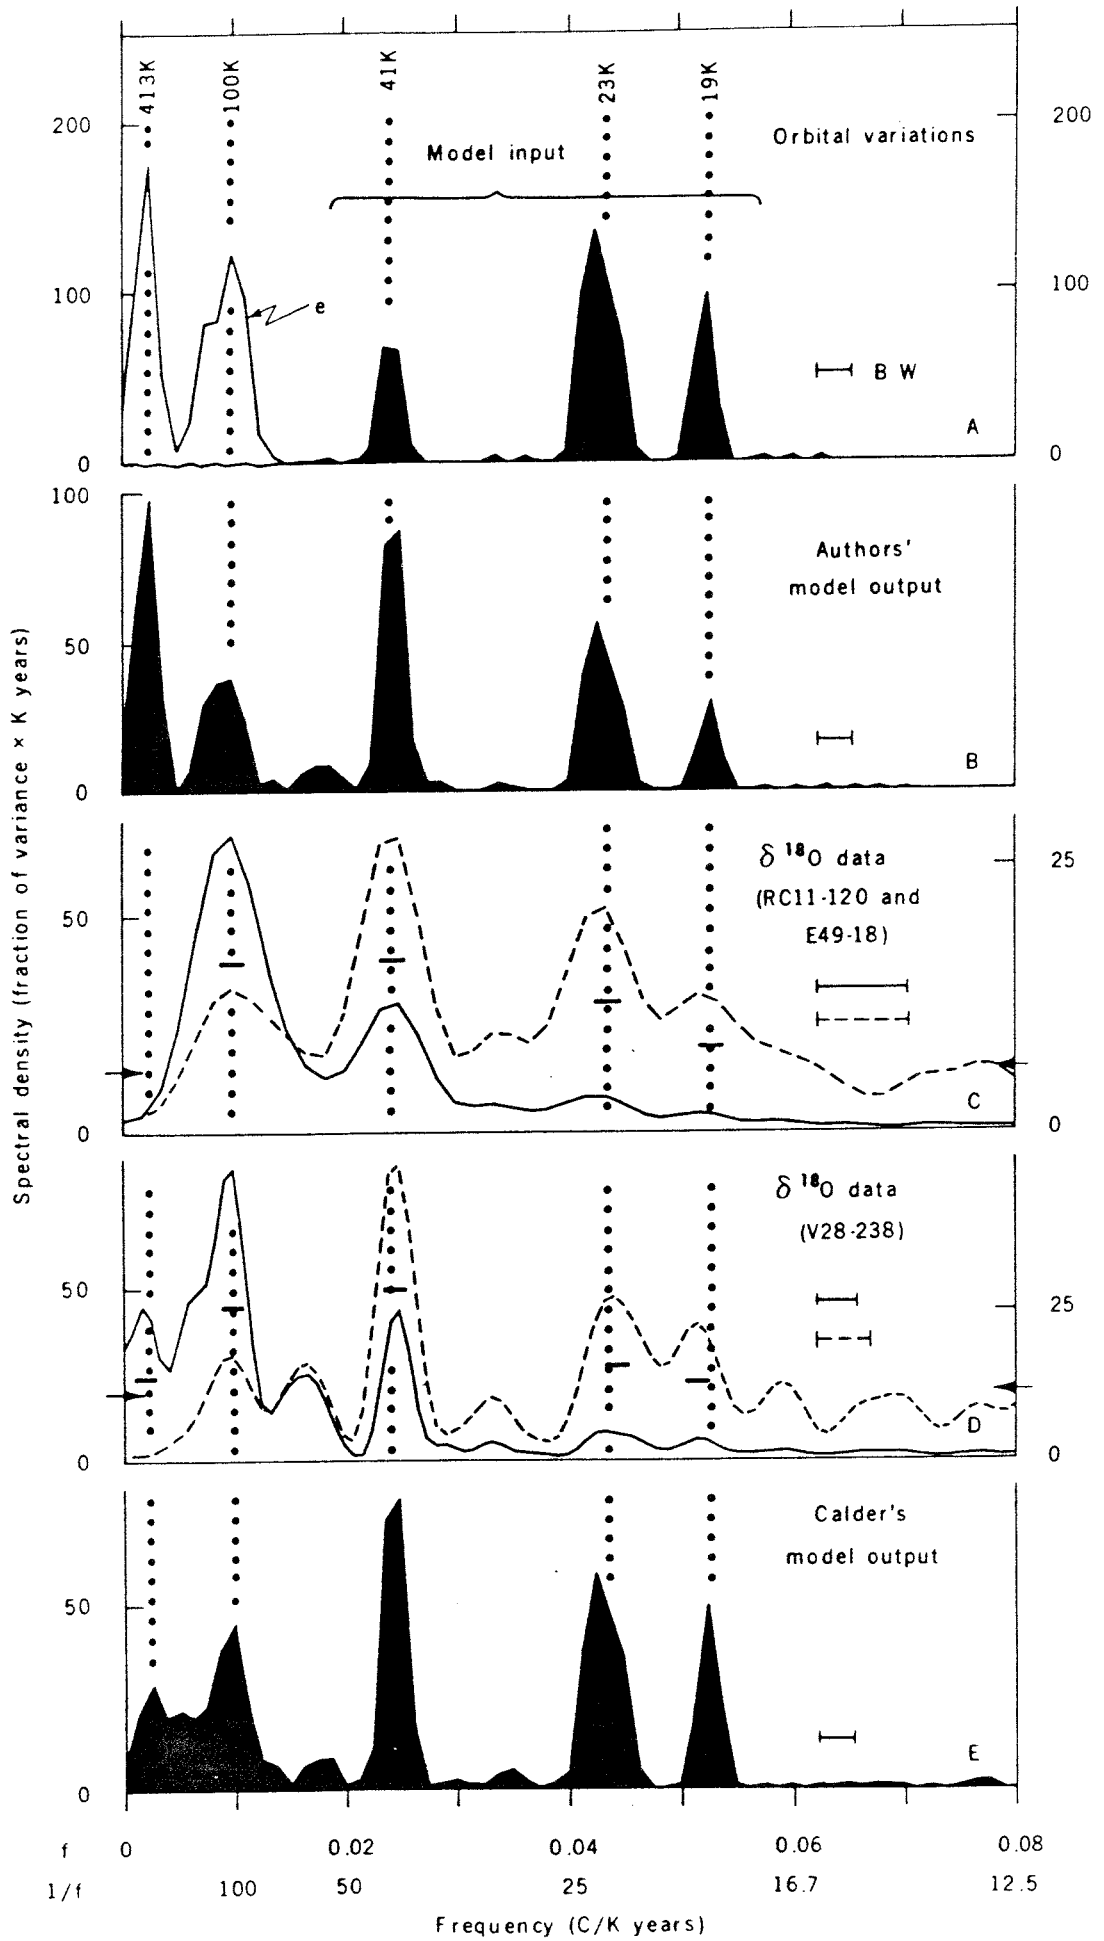 413K
100K
41K
23K
19K
200
200
Model input
Orbital variations
100
100
e
B W
A
0
0
100
Authors'
model output
50
B
0
δ 18O data
(RC11-120 and
E49-18)
25
50
C
0
0
δ 18O data
(V28-238)
50
25
D
0
0
Calder's
model output
50
E
0
Spectral density (fraction of variance × K years)
f 0 0.02 0.04 0.06 0.08
1/f 100 50 25 16.7 12.5
Frequency (C/K years)